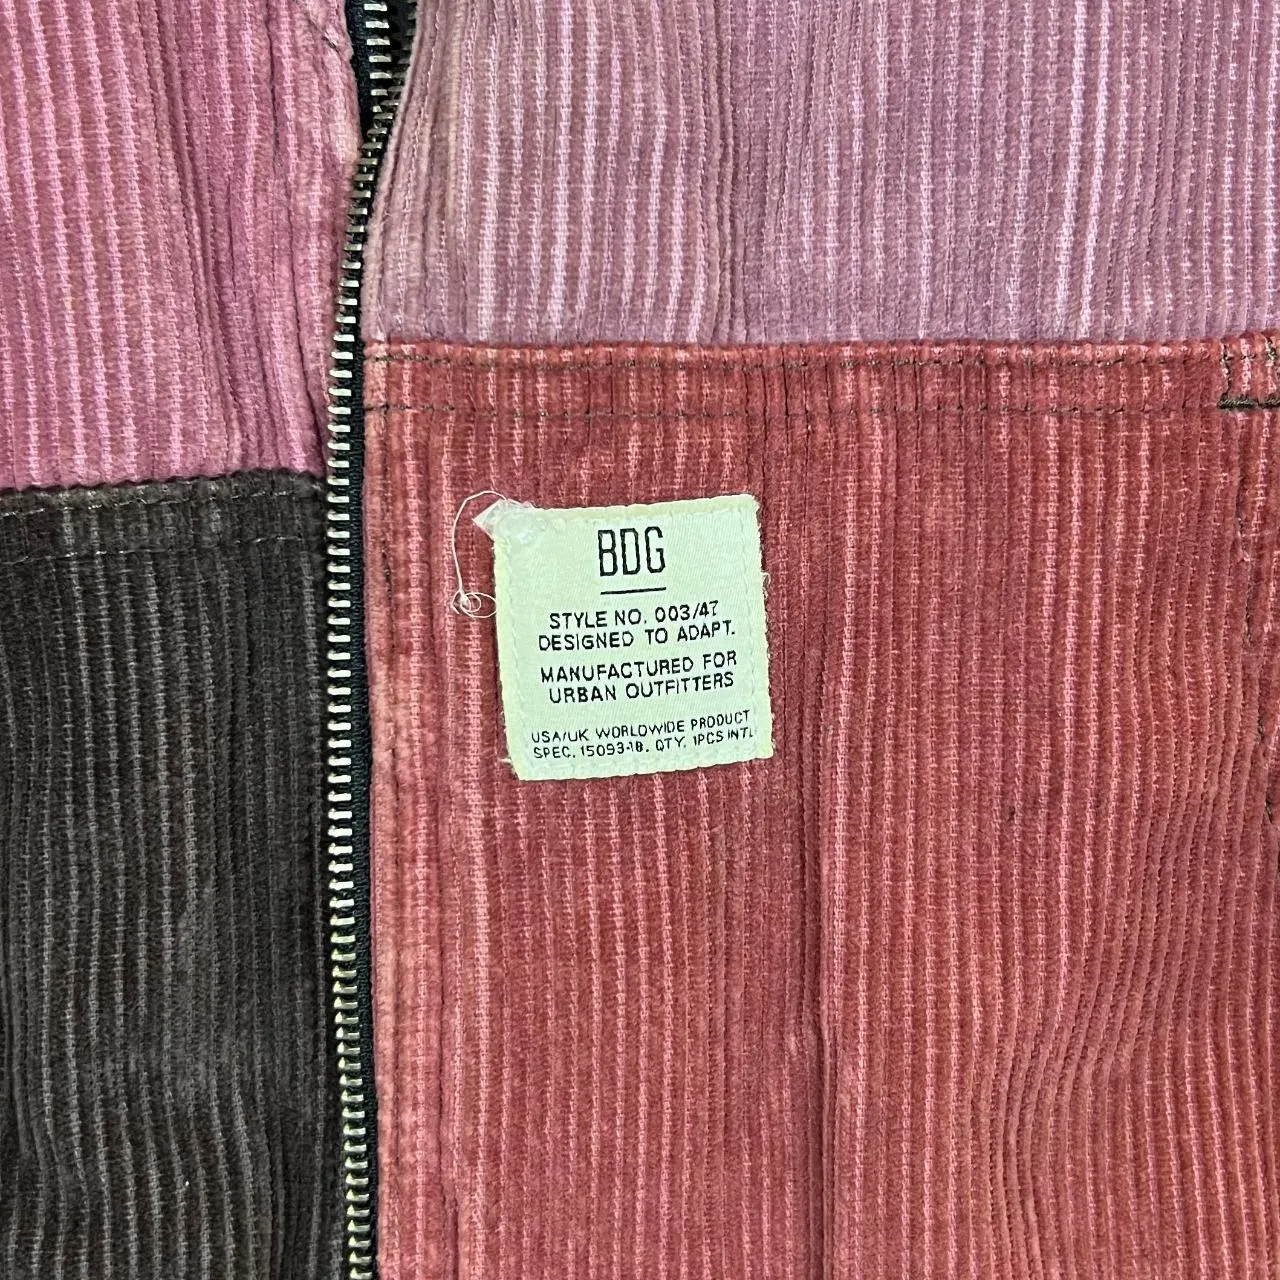 BDG
STYLE NO. 003/47
DESIGNED TO ADAPT.
MANUFACTURED FOR
URBAN OUTFITTERS
USA/UK WORLDWIDE PRODUCT
SPEC. 15093-18. QTY. 1PCS INTL